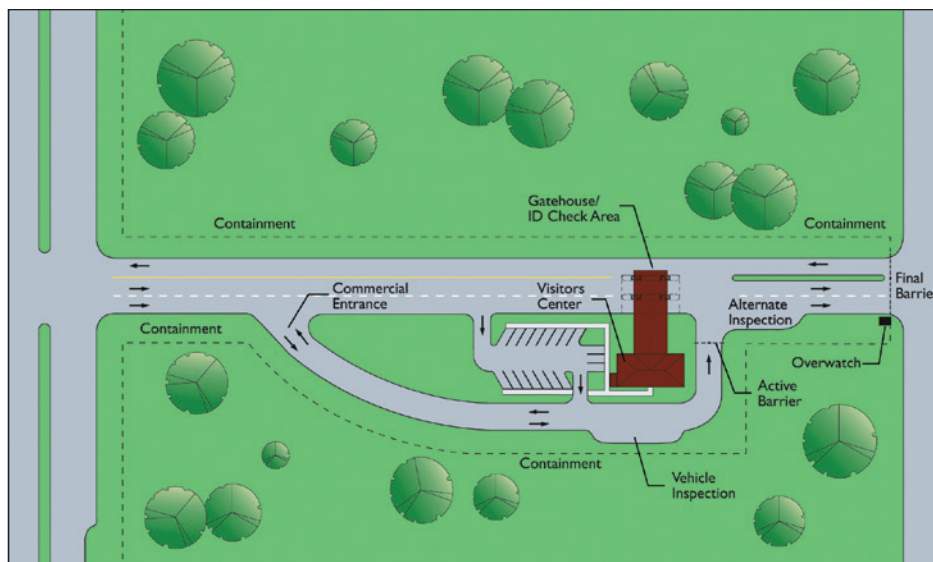 Gatehouse/
ID Check Area
Containment
Containment
Commercial
Entrance
Visitors
Center
Final
Barrier
Alternate
Inspection
Containment
Overwatch
Active
Barrier
Containment
Vehicle
Inspection